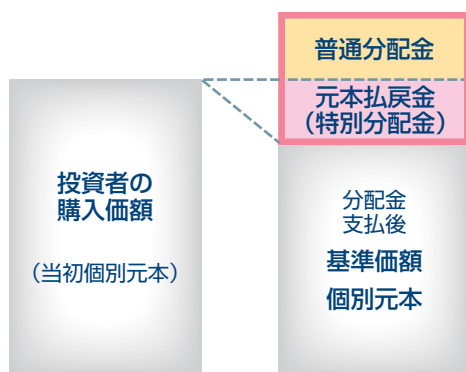 投資者の
購入価額
（当初個別元本）
普通分配金
元本払戻金
（特別分配金）
分配金
支払後
基準価額
個別元本